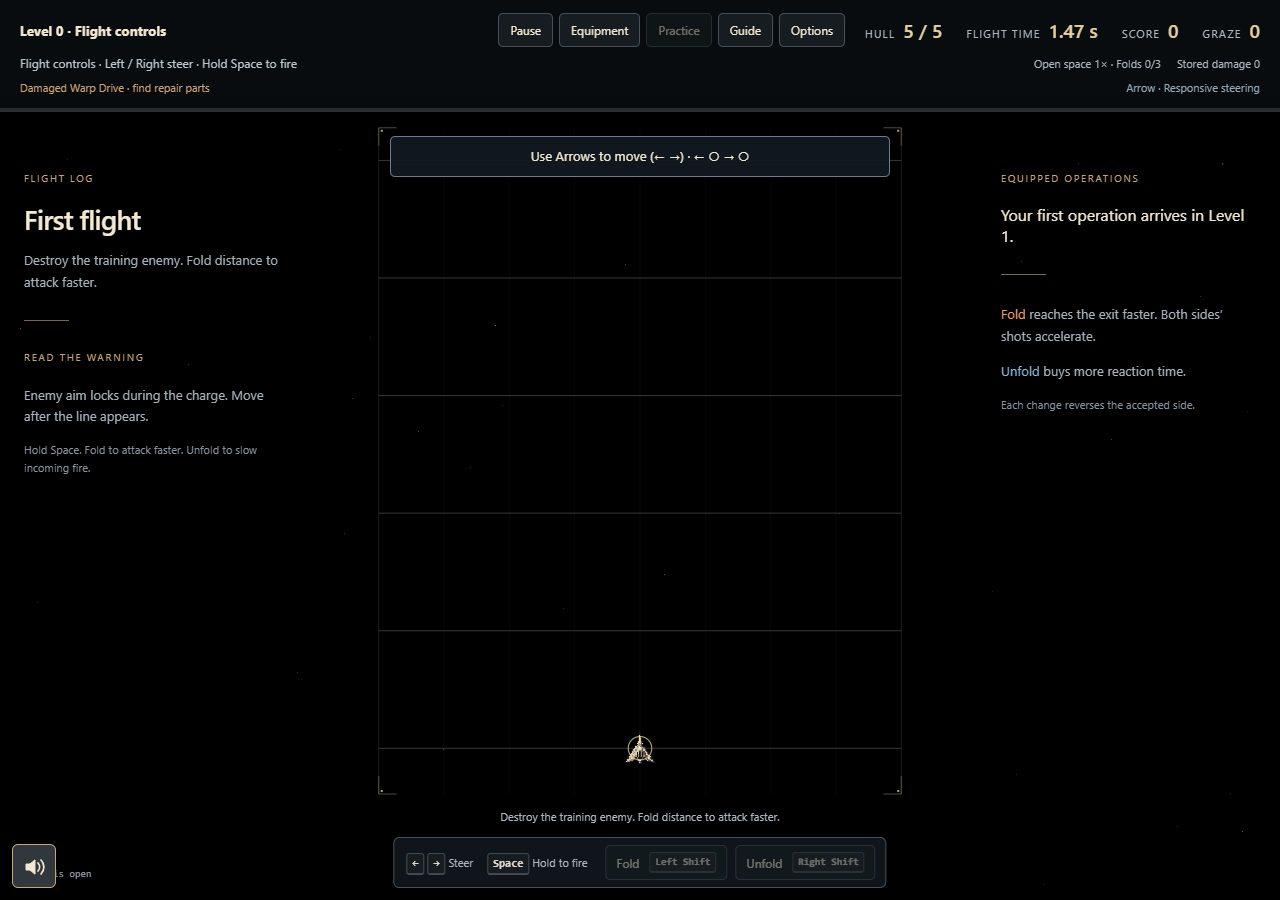 Level 0 · Flight controls
Pause
Equipment
Practice
Guide
Options
HULL 5 / 5
FLIGHT TIME 1.47 s
SCORE 0
GRAZE 0
Flight controls · Left / Right steer · Hold Space to fire
Open space 1× · Folds 0/3
Stored damage 0
Damaged Warp Drive · find repair parts
Arrow · Responsive steering
Use Arrows to move (← →) · ← ○ → ○
FLIGHT LOG
First flight
Destroy the training enemy. Fold distance to
attack faster.
READ THE WARNING
Enemy aim locks during the charge. Move
after the line appears.
Hold Space. Fold to attack faster. Unfold to slow
incoming fire.
EQUIPPED OPERATIONS
Your first operation arrives in Level
1.
Fold reaches the exit faster. Both sides'
shots accelerate.
Unfold buys more reaction time.
Each change reverses the accepted side.
Destroy the training enemy. Fold distance to attack faster.
← → Steer
Space Hold to fire
Fold Left Shift
Unfold Right Shift
is open